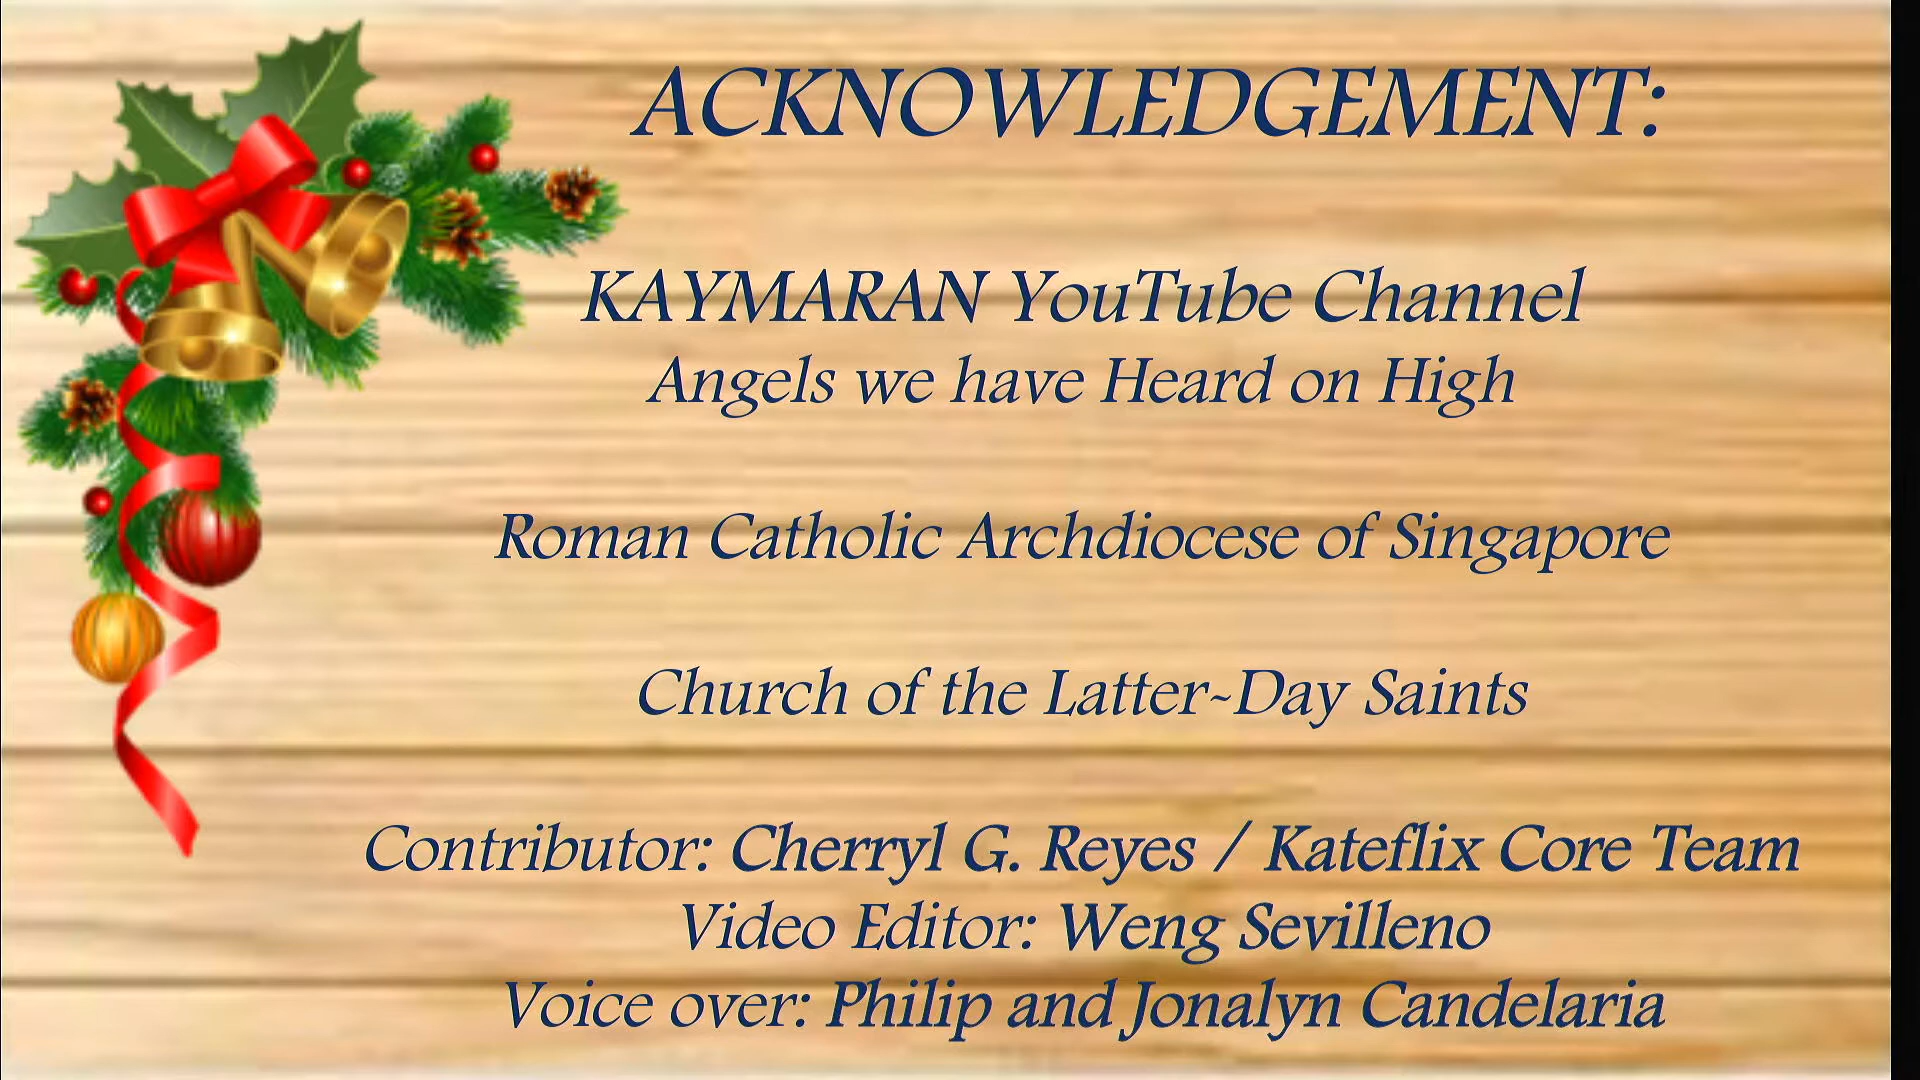 ACKNOWLEDGEMENT:
KAYMARAN YouTube Channel
Angels we have Heard on High
Roman Catholic Archdiocese of Singapore
Church of the Latter-Day Saints
Contributor: Cherryl G. Reyes / Kateflix Core Team
Video Editor: Weng Sevilleno
Voice over: Philip and Jonalyn Candelaria